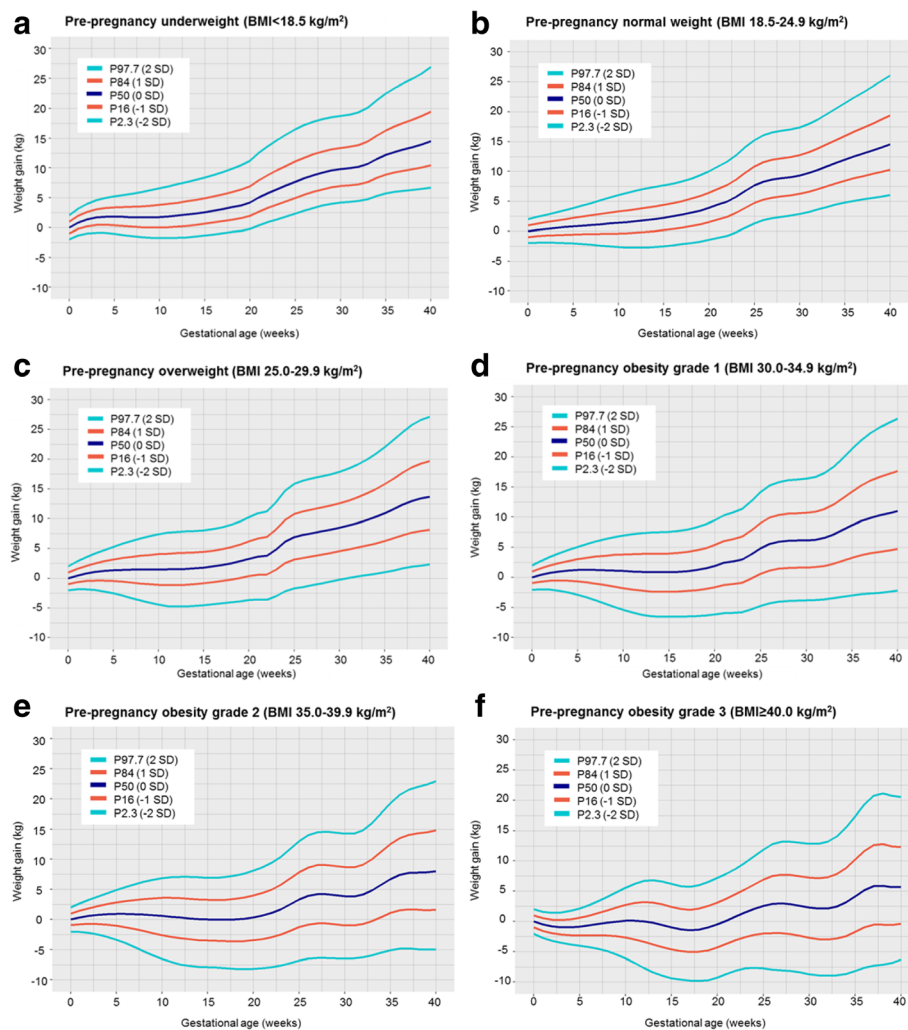 a Pre-pregnancy underweight (BMI<18.5 kg/m²)
30
25
20
15
10
5
0
-5
-10
Weight gain (kg)
P97.7 (2 SD)
P84 (1 SD)
P50 (0 SD)
P16 (-1 SD)
P2.3 (-2 SD)
0 5 10 15 20 25 30 35 40
Gestational age (weeks)
b Pre-pregnancy normal weight (BMI 18.5-24.9 kg/m²)
30
25
20
15
10
5
0
-5
-10
Weight gain (kg)
P97.7 (2 SD)
P84 (1 SD)
P50 (0 SD)
P16 (-1 SD)
P2.3 (-2 SD)
0 5 10 15 20 25 30 35 40
Gestational age (weeks)
c Pre-pregnancy overweight (BMI 25.0-29.9 kg/m²)
30
25
20
15
10
5
0
-5
-10
Weight gain (kg)
P97.7 (2 SD)
P84 (1 SD)
P50 (0 SD)
P16 (-1 SD)
P2.3 (-2 SD)
0 5 10 15 20 25 30 35 40
Gestational age (weeks)
d Pre-pregnancy obesity grade 1 (BMI 30.0-34.9 kg/m²)
30
25
20
15
10
5
0
-5
-10
Weight gain (kg)
P97.7 (2 SD)
P84 (1 SD)
P50 (0 SD)
P16 (-1 SD)
P2.3 (-2 SD)
0 5 10 15 20 25 30 35 40
Gestational age (weeks)
e Pre-pregnancy obesity grade 2 (BMI 35.0-39.9 kg/m²)
30
25
20
15
10
5
0
-5
-10
Weight gain (kg)
P97.7 (2 SD)
P84 (1 SD)
P50 (0 SD)
P16 (-1 SD)
P2.3 (-2 SD)
0 5 10 15 20 25 30 35 40
Gestational age (weeks)
f Pre-pregnancy obesity grade 3 (BMI≥40.0 kg/m²)
30
25
20
15
10
5
0
-5
-10
Weight gain (kg)
P97.7 (2 SD)
P84 (1 SD)
P50 (0 SD)
P16 (-1 SD)
P2.3 (-2 SD)
0 5 10 15 20 25 30 35 40
Gestational age (weeks)